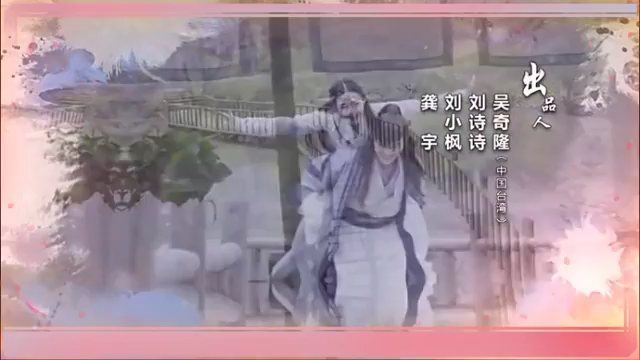 出品人
吴奇隆（中国台湾）
刘诗诗
刘小枫
龚宇